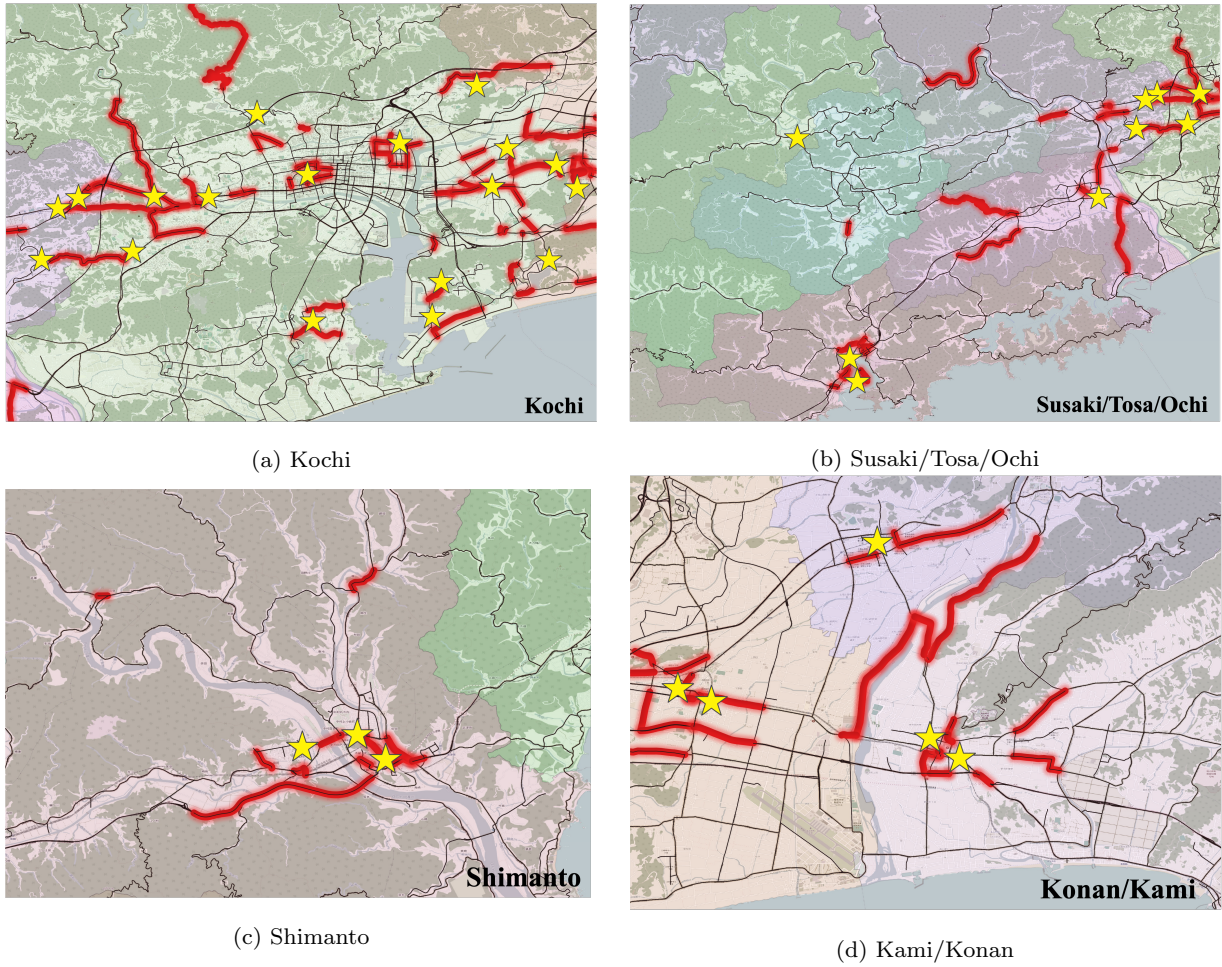 Kochi
Susaki/Tosa/Ochi
(a) Kochi
(b) Susaki/Tosa/Ochi
Shimanto
Konan/Kami
(c) Shimanto
(d) Kami/Konan